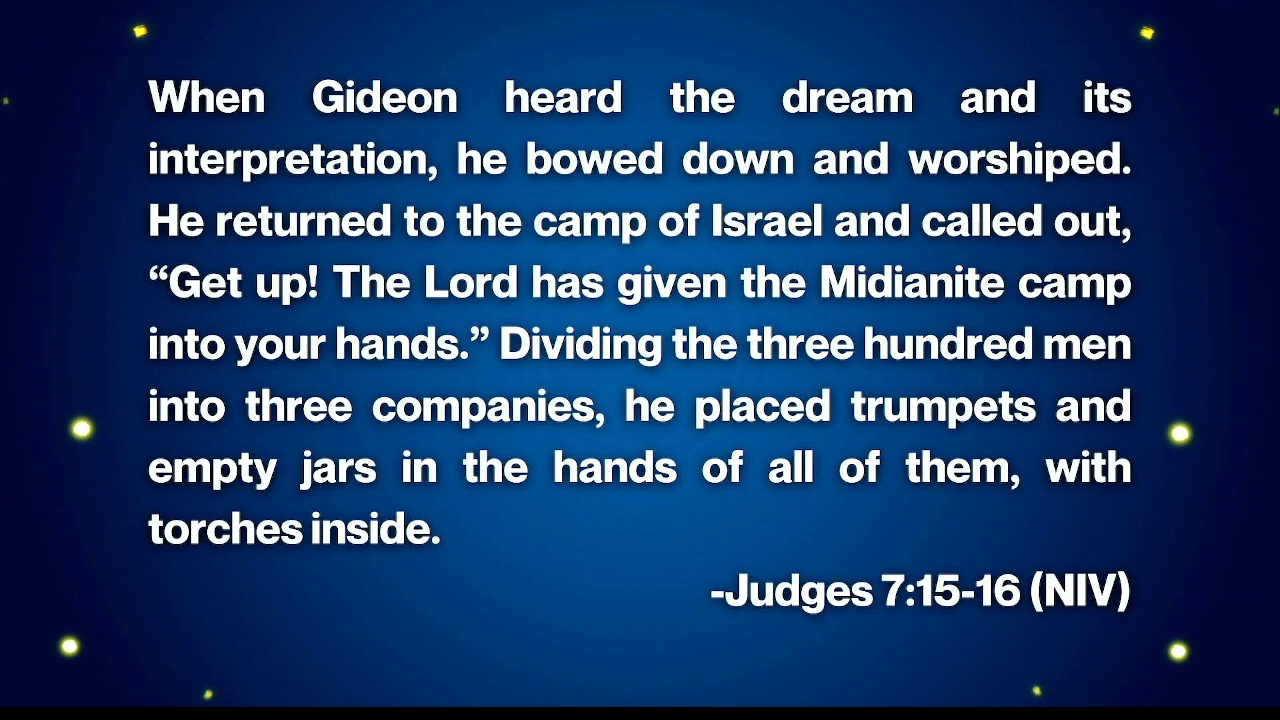 When Gideon heard the dream and its
interpretation, he bowed down and worshiped.
He returned to the camp of Israel and called out,
“Get up! The Lord has given the Midianite camp
into your hands.” Dividing the three hundred men
into three companies, he placed trumpets and
empty jars in the hands of all of them, with
torches inside.
-Judges 7:15-16 (NIV)